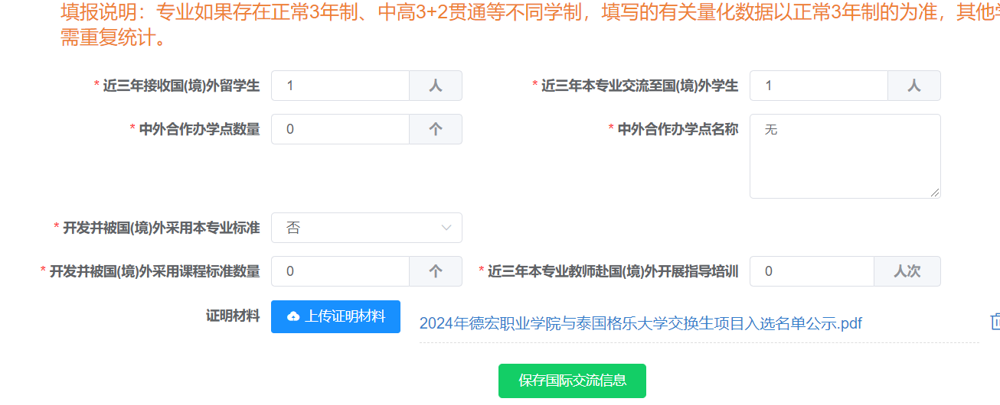 填报说明：专业如果存在正常3年制、中高3+2贯通等不同学制，填写的有关量化数据以正常3年制的为准，其他
需重复统计。
* 近三年接收国(境)外留学生 1 人 * 近三年本专业交流至国(境)外学生 1 人
* 中外合作办学点数量 0 个 * 中外合作办学点名称 无
* 开发并被国(境)外采用本专业标准 否
* 开发并被国(境)外采用课程标准数量 0 个 * 近三年本专业教师赴国(境)外开展指导培训 0 人次
证明材料 上传证明材料 2024年德宏职业学院与泰国格乐大学交换生项目入选名单公示.pdf
保存国际交流信息